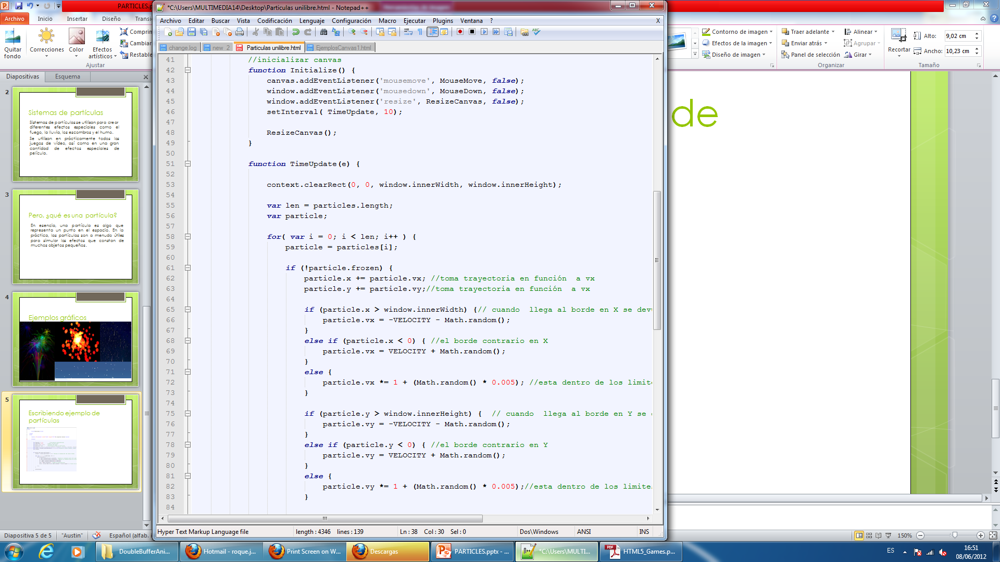 PARTICLES.p
Archivo Inicio Insertar Diseño Transi
Quitar fondo
Correcciones
Color
Efectos artísticos
Comprim
Cambiar
Restable
Ajustar
Diapositivas Esquema
2
Sistemas de partículas
Sistemas de partículas se utilizan para crear
diferentes efectos especiales como el
fuego, la lluvia, los escombros y el humo.
Se utilizan en prácticamente todos los
juegos de vídeo, así como en una gran
cantidad de efectos especiales de
película.
3
Pero, ¿qué es una partícula?
En esencia, una partícula es algo que
representa un punto en el espacio. En la
práctica, las partículas son a menudo útiles
para simular los efectos que constan de
muchos objetos pequeños.
4
Ejemplos gráficos
5
Escribiendo ejemplo de
partículas
Diapositiva 5 de 5 "Austin" Español (alfab. i
*C:\Users\MULTIMEDIA14\Desktop\Particulas unilibre.html - Notepad++
Archivo Editar Buscar Vista Codificación Lenguaje Configuración Macro Ejecutar Plugins Ventana ? X
change.log new 2 Particulas unilibre.html EjemplosCanvas1.html
41 //inicializar canvas
42 function Initialize() {
43 canvas.addEventListener('mousemove', MouseMove, false);
44 window.addEventListener('mousedown', MouseDown, false);
45 window.addEventListener('resize', ResizeCanvas, false);
46 setInterval( TimeUpdate, 10);
47
48 ResizeCanvas();
49 }
50
51 function TimeUpdate(e) {
52
53 context.clearRect(0, 0, window.innerWidth, window.innerHeight);
54
55 var len = particles.length;
56 var particle;
57
58 for( var i = 0; i < len; i++ ) {
59 particle = particles[i];
60
61 if (!particle.frozen) {
62 particle.x += particle.vx; //toma trayectoria en función  a vx
63 particle.y += particle.vy;//toma trayectoria en función  a vx
64
65 if (particle.x > window.innerWidth) {// cuando  llega al borde en X se dev
66 particle.vx = -VELOCITY - Math.random();
67 }
68 else if (particle.x < 0) { //el borde contrario en X
69 particle.vx = VELOCITY + Math.random();
70 }
71 else {
72 particle.vx *= 1 + (Math.random() * 0.005); //esta dentro de los limite
73 }
74
75 if (particle.y > window.innerHeight) {  // cuando  llega al borde en Y se
76 particle.vy = -VELOCITY - Math.random();
77 }
78 else if (particle.y < 0) { //el borde contrario en Y
79 particle.vy = VELOCITY + Math.random();
80 }
81 else {
82 particle.vy *= 1 + (Math.random() * 0.005);//esta dentro de los limite
83 }
84
Hyper Text Markup Language file length : 4346 lines : 139 Ln : 38 Col : 30 Sel : 0 Dos\Windows ANSI INS
Contorno de imagen
Efectos de la imagen
Diseño de imagen
Traer adelante
Enviar atrás
Panel de selección
Alinear
Agrupar
Girar
Organizar
Recortar
Alto: 9,02 cm
Ancho: 10,23 cm
Tamaño
de
150%
DoubleBufferAni...
Hotmail - roque.j...
Print Screen on W...
Descargas
PARTICLES.pptx - ...
*C:\Users\MULTI...
HTML5_Games.p...
ES
16:51
08/06/2012